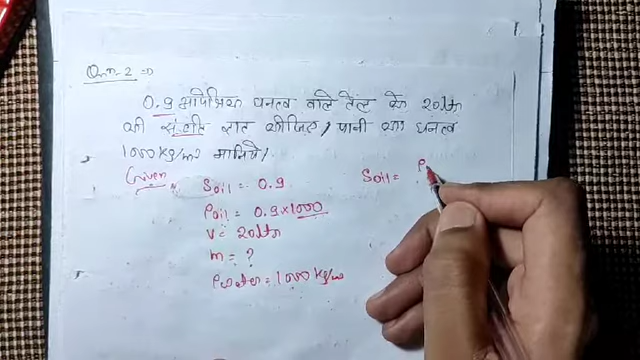 Qu.n-2 ⇒
0.9 आपेक्षिक घनत्व वाले तेल के 20ltr
की संहति ज्ञात कीजिए / पानी का घनत्व
1000 kg/m³ मानिये /
Given
Soil = 0.9
ρoil = 0.9×1000
V = 20ltr
m = ?
ρwater = 1000 kg/m³
Soil = ρ